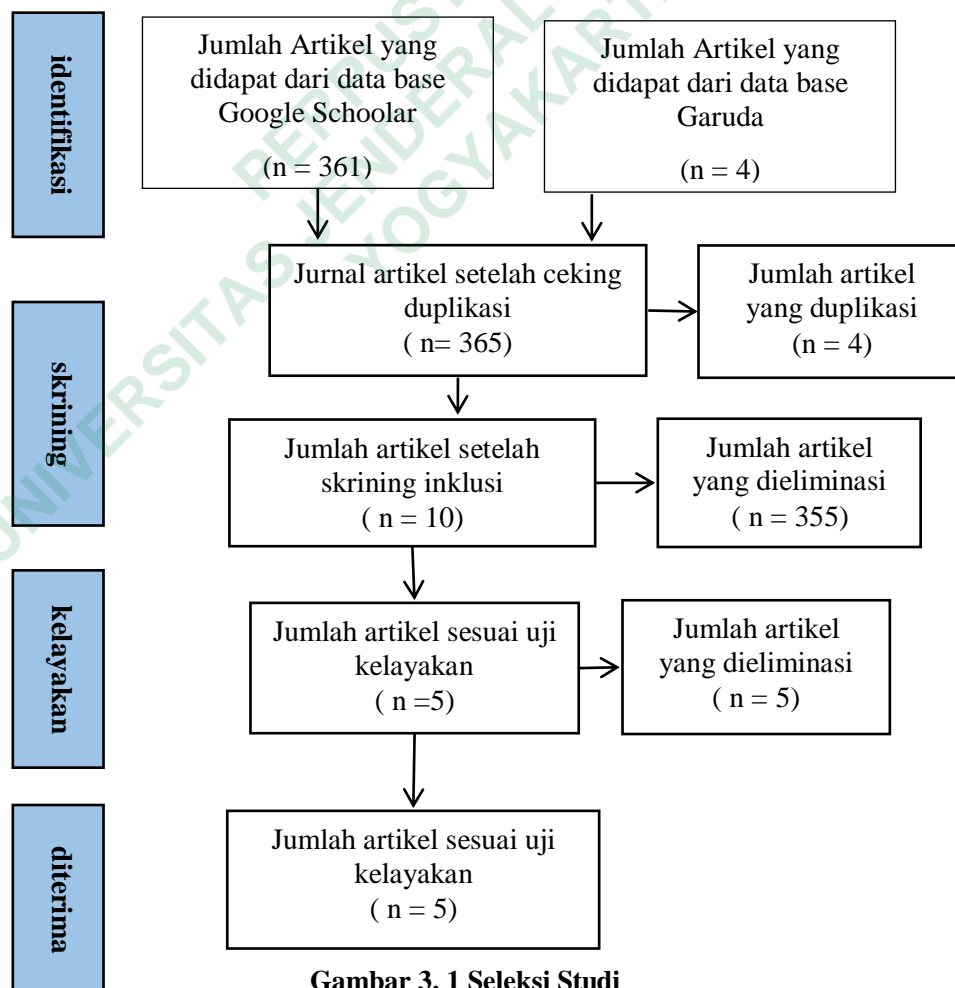 identifikasi
Jumlah Artikel yang
didapat dari data base
Google Schoolar
(n = 361)
Jumlah Artikel yang
didapat dari data base
Garuda
(n = 4)
skrining
Jurnal artikel setelah ceking
duplikasi
( n= 365)
Jumlah artikel
yang duplikasi
(n = 4)
Jumlah artikel setelah
skrining inklusi
( n = 10)
Jumlah artikel
yang dieliminasi
( n = 355)
kelayakan
Jumlah artikel sesuai uji
kelayakan
( n =5)
Jumlah artikel
yang dieliminasi
( n = 5)
diterima
Jumlah artikel sesuai uji
kelayakan
( n = 5)
Gambar 3. 1 Seleksi Studi
UNIVERSITAS JENDERAL
YOGYAKARTA